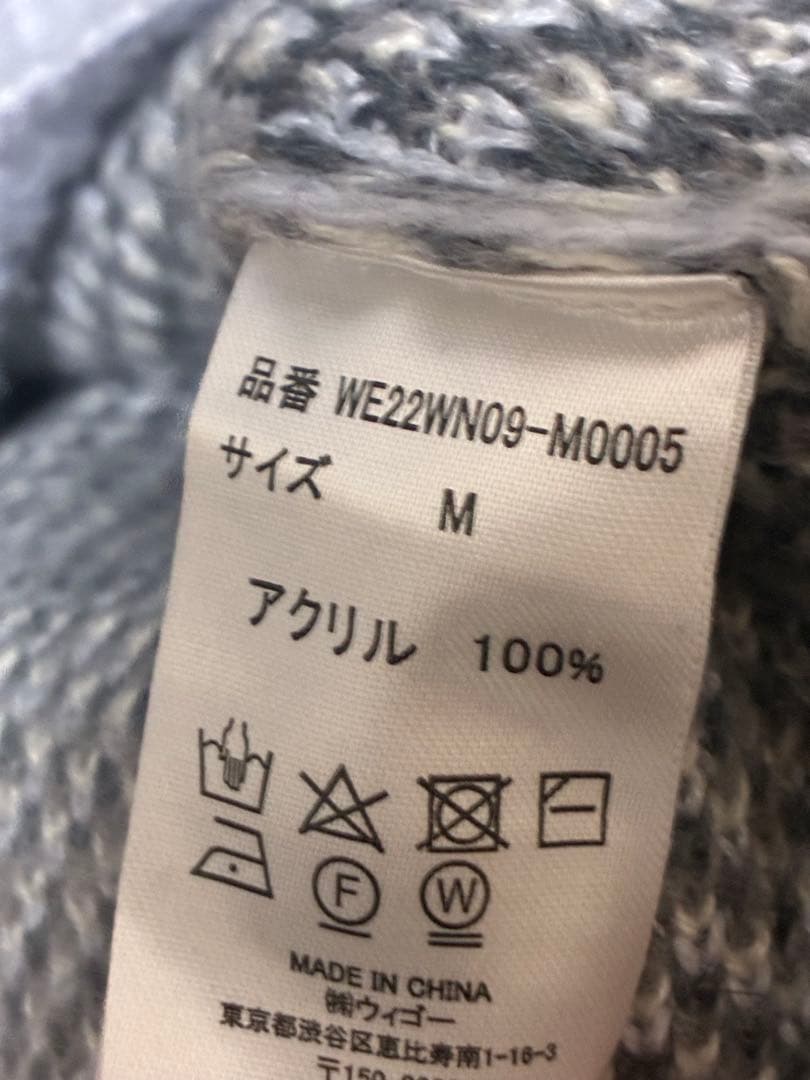 品番 WE22WN09-M0005
サイズ M
アクリル 100%
F W
MADE IN CHINA
㈱ウィゴー
東京都渋谷区恵比寿南1-16-3
〒150